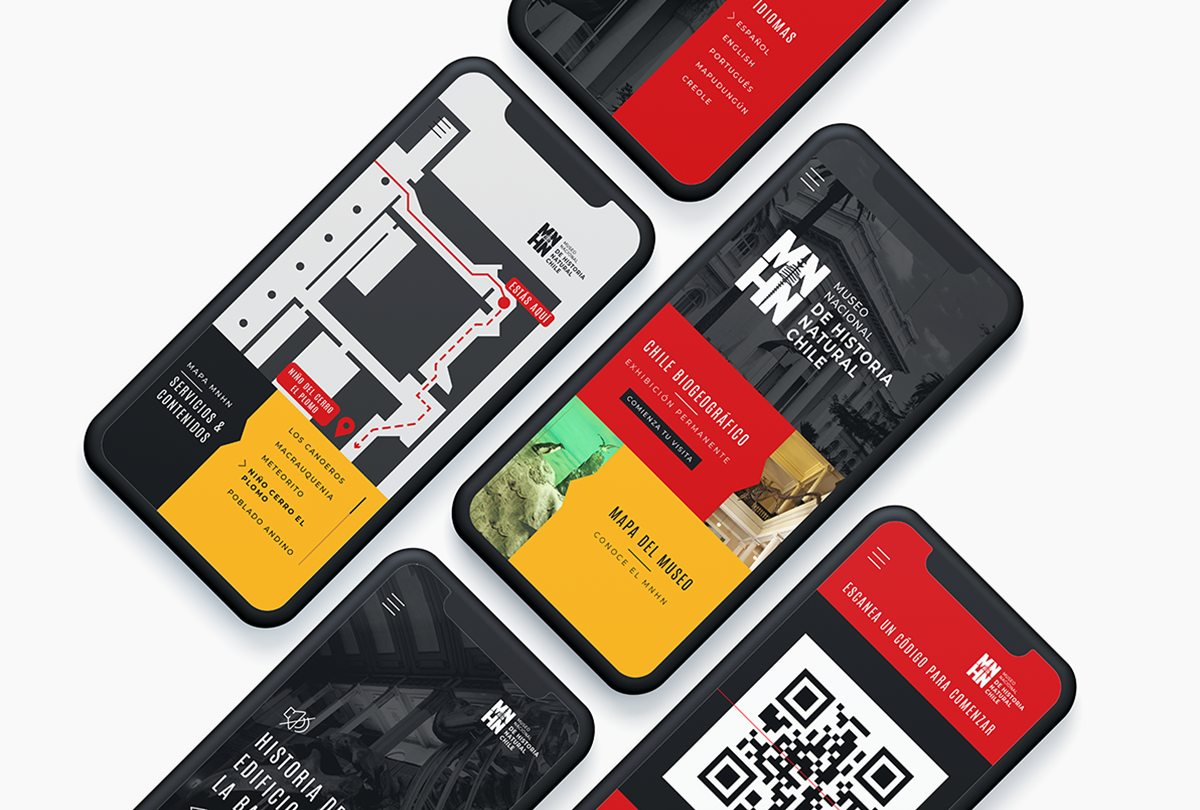 IDIOMAS
ESPAÑOL
ENGLISH
PORTUGUÉS
MAPUDUNGÚN
CREOLE
MNHN
MUSEO
NACIONAL
DE HISTORIA
NATURAL
CHILE
ESTÁS AQUÍ
NIÑO DEL CERRO
EL PLOMO
MAPA MNHN
SERVICIOS &
CONTENIDOS
LOS CANOEROS
MACRAUQUENIA
METEORITO
NIÑO CERRO EL
PLOMO
POBLADO ANDINO
MN
HN
MUSEO
NACIONAL
DE HISTORIA
NATURAL
CHILE
CHILE BIOGEOGRÁFICO
EXHIBICIÓN PERMANENTE
COMIENZA TU VISITA
MAPA DEL MUSEO
CONOCE EL MNHN
MN
HN
MUSEO
NACIONAL
DE HISTORIA
NATURAL
CHILE
HISTORIA DE
EDIFICIO
LA BA
ESCANEA UN CÓDIGO PARA COMENZAR
MN
HN
MUSEO
NACIONAL
DE HISTORIA
NATURAL
CHILE